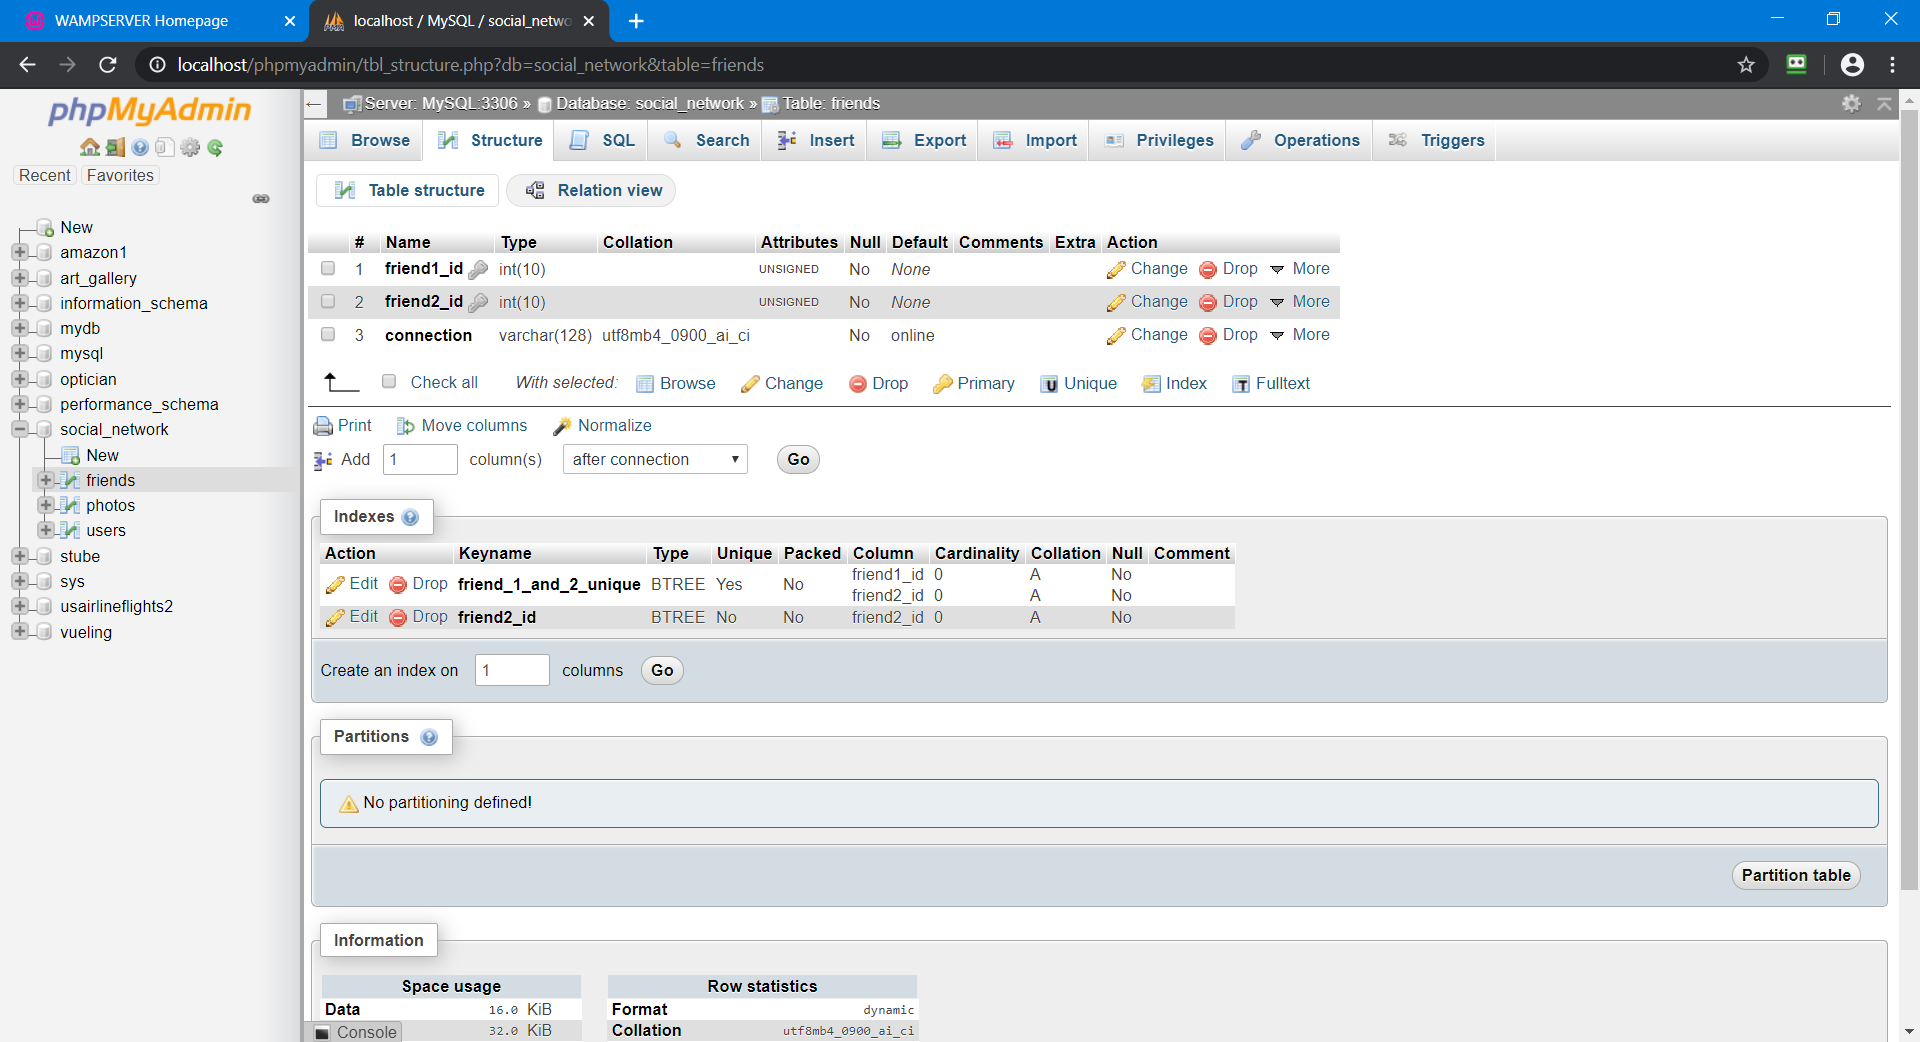 WAMPSERVER Homepage
localhost / MySQL / social_netwo
localhost/phpmyadmin/tbl_structure.php?db=social_network&table=friends
phpMyAdmin
Recent Favorites
New
amazon1
art_gallery
information_schema
mydb
mysql
optician
performance_schema
social_network
New
friends
photos
users
stube
sys
usairlineflights2
vueling
Server: MySQL:3306 » Database: social_network » Table: friends
Browse Structure SQL Search Insert Export Import Privileges Operations Triggers
Table structure Relation view
# Name Type Collation Attributes Null Default Comments Extra Action
1 friend1_id int(10) UNSIGNED No None Change Drop More
2 friend2_id int(10) UNSIGNED No None Change Drop More
3 connection varchar(128) utf8mb4_0900_ai_ci No online Change Drop More
Check all With selected: Browse Change Drop Primary Unique Index Fulltext
Print Move columns Normalize
Add 1 column(s) after connection Go
Indexes
Action Keyname Type Unique Packed Column Cardinality Collation Null Comment
Edit Drop friend_1_and_2_unique BTREE Yes No friend1_id 0 A No
friend2_id 0 A No
Edit Drop friend2_id BTREE No No friend2_id 0 A No
Create an index on 1 columns Go
Partitions
No partitioning defined!
Partition table
Information
Space usage
Data 16.0 KiB
32.0 KiB
Row statistics
Format dynamic
Collation utf8mb4_0900_ai_ci
Console